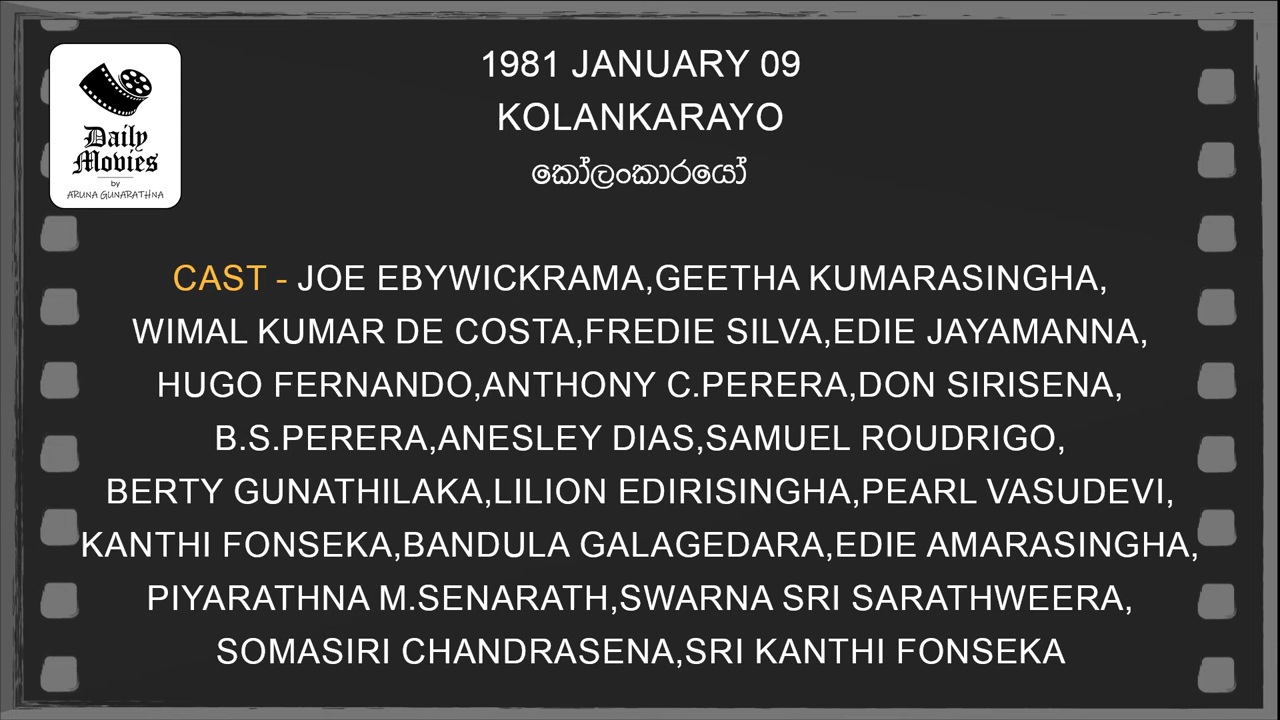 Daily
Movies
by
ARUNA GUNARATHNA
1981 JANUARY 09
KOLANKARAYO
කෝලංකාරයෝ
CAST - JOE EBYWICKRAMA,GEETHA KUMARASINGHA,
WIMAL KUMAR DE COSTA,FREDIE SILVA,EDIE JAYAMANNA,
HUGO FERNANDO,ANTHONY C.PERERA,DON SIRISENA,
B.S.PERERA,ANESLEY DIAS,SAMUEL ROUDRIGO,
BERTY GUNATHILAKA,LILION EDIRISINGHA,PEARL VASUDEVI,
KANTHI FONSEKA,BANDULA GALAGEDARA,EDIE AMARASINGHA,
PIYARATHNA M.SENARATH,SWARNA SRI SARATHWEERA,
SOMASIRI CHANDRASENA,SRI KANTHI FONSEKA